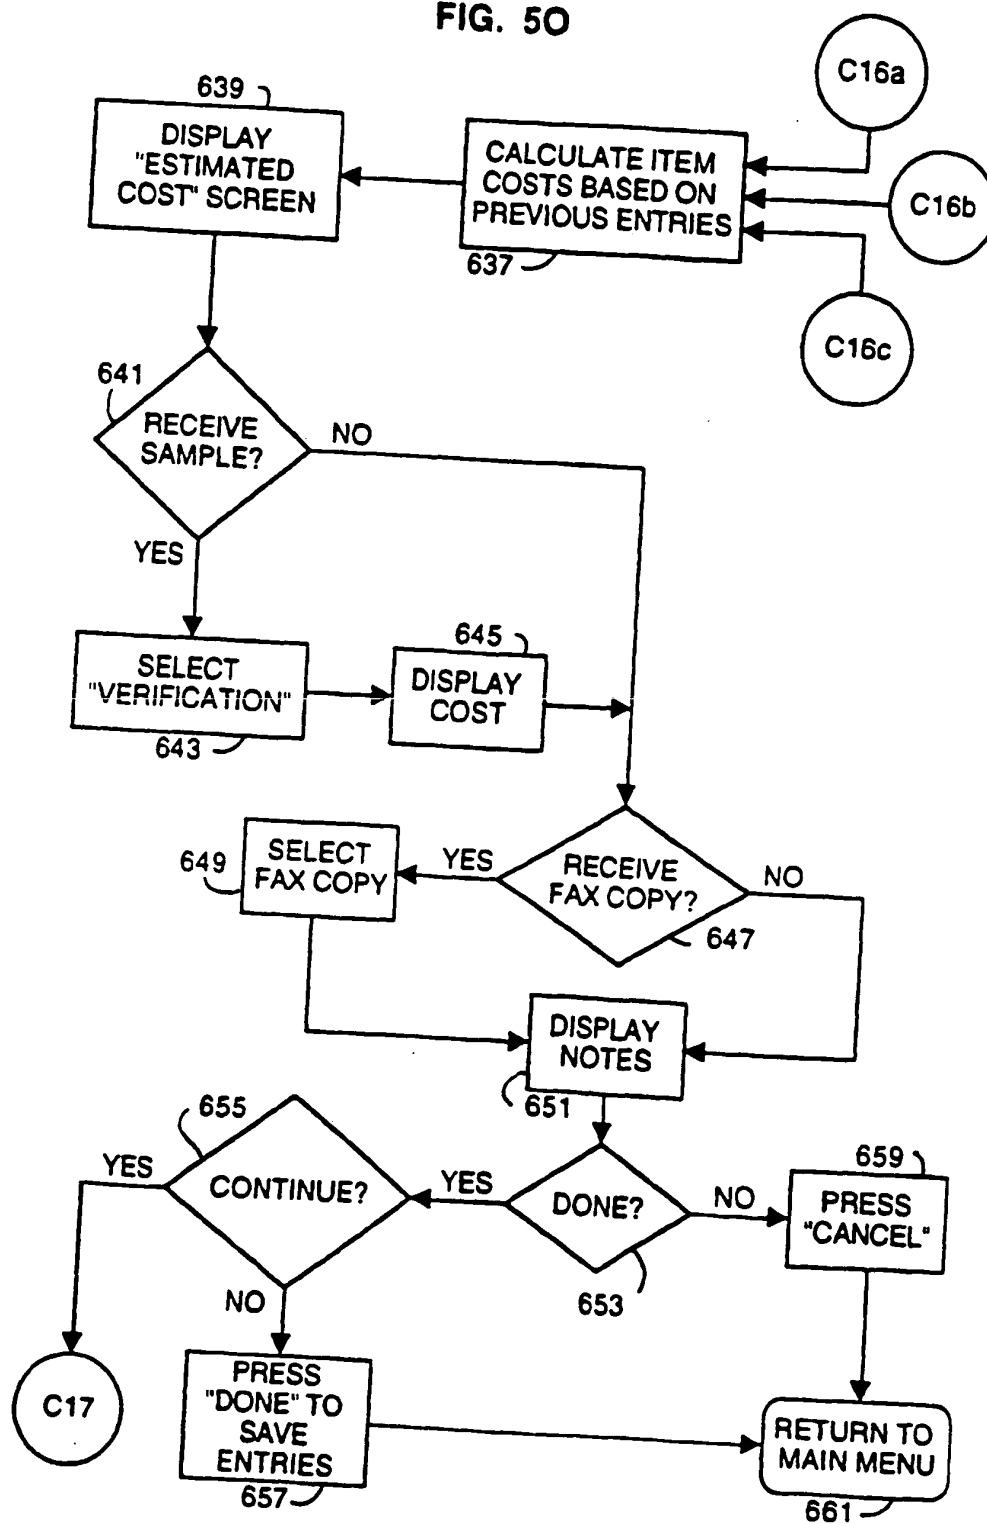 FIG. 5O
C16a
639
DISPLAY
"ESTIMATED
COST" SCREEN
CALCULATE ITEM
COSTS BASED ON
PREVIOUS ENTRIES
637
C16b
C16c
641
RECEIVE
SAMPLE?
NO
YES
SELECT
"VERIFICATION"
643
645
DISPLAY
COST
649
SELECT
FAX COPY
YES
RECEIVE
FAX COPY?
NO
647
DISPLAY
NOTES
651
655
YES
CONTINUE?
YES
DONE?
NO
653
659
PRESS
"CANCEL"
NO
C17
PRESS
"DONE" TO
SAVE
ENTRIES
657
RETURN TO
MAIN MENU
661